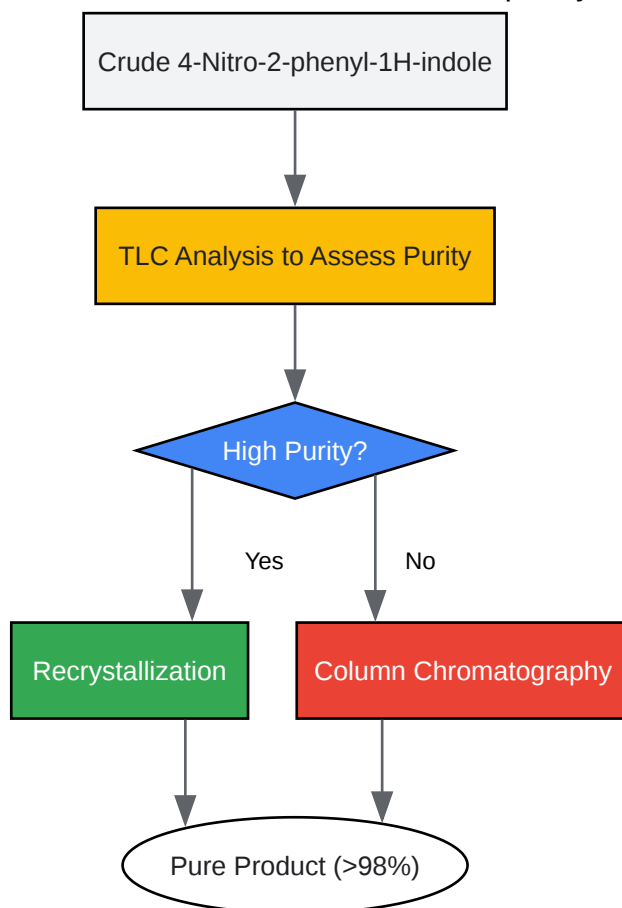 Crude 4-Nitro-2-phenyl-1H-indole
TLC Analysis to Assess Purity
High Purity?
Yes
No
Recrystallization
Column Chromatography
Pure Product (>98%)